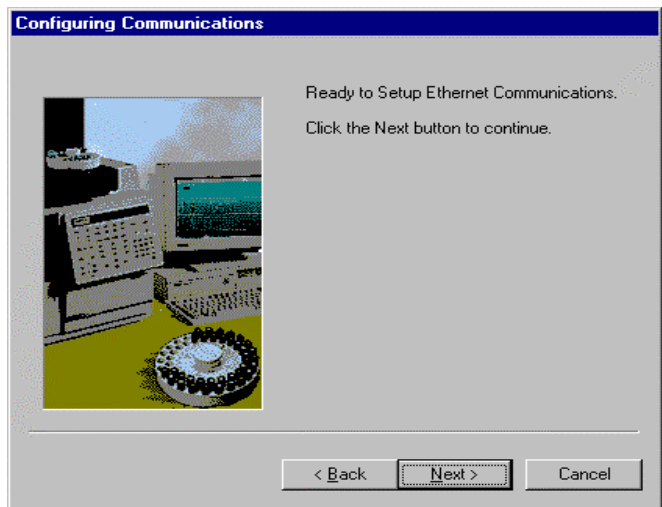 Configuring Communications
Ready to Setup Ethernet Communications.
Click the Next button to continue.
< Back Next > Cancel